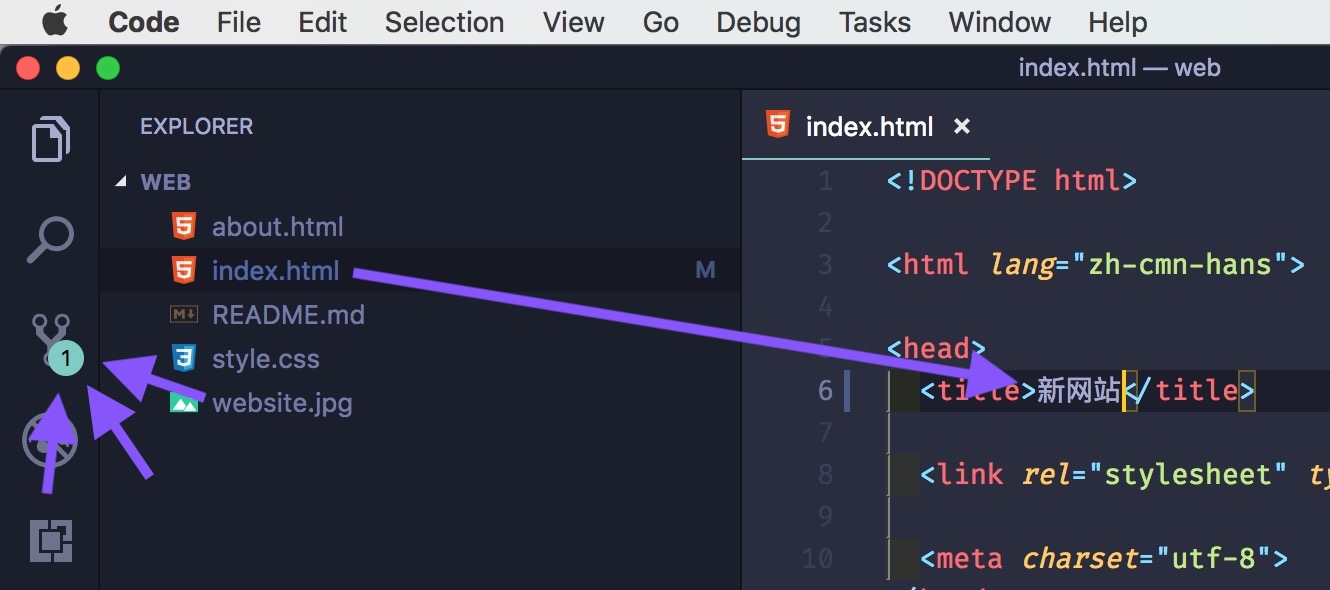 Code File Edit Selection View Go Debug Tasks Window Help
index.html — web
EXPLORER
WEB
about.html
index.html M
README.md
style.css
website.jpg
1
index.html ×
1 <!DOCTYPE html>
2
3 <html lang="zh-cmn-hans">
4
5 <head>
6 <title>新网站</title>
7
8 <link rel="stylesheet" ty
9
10 <meta charset="utf-8">